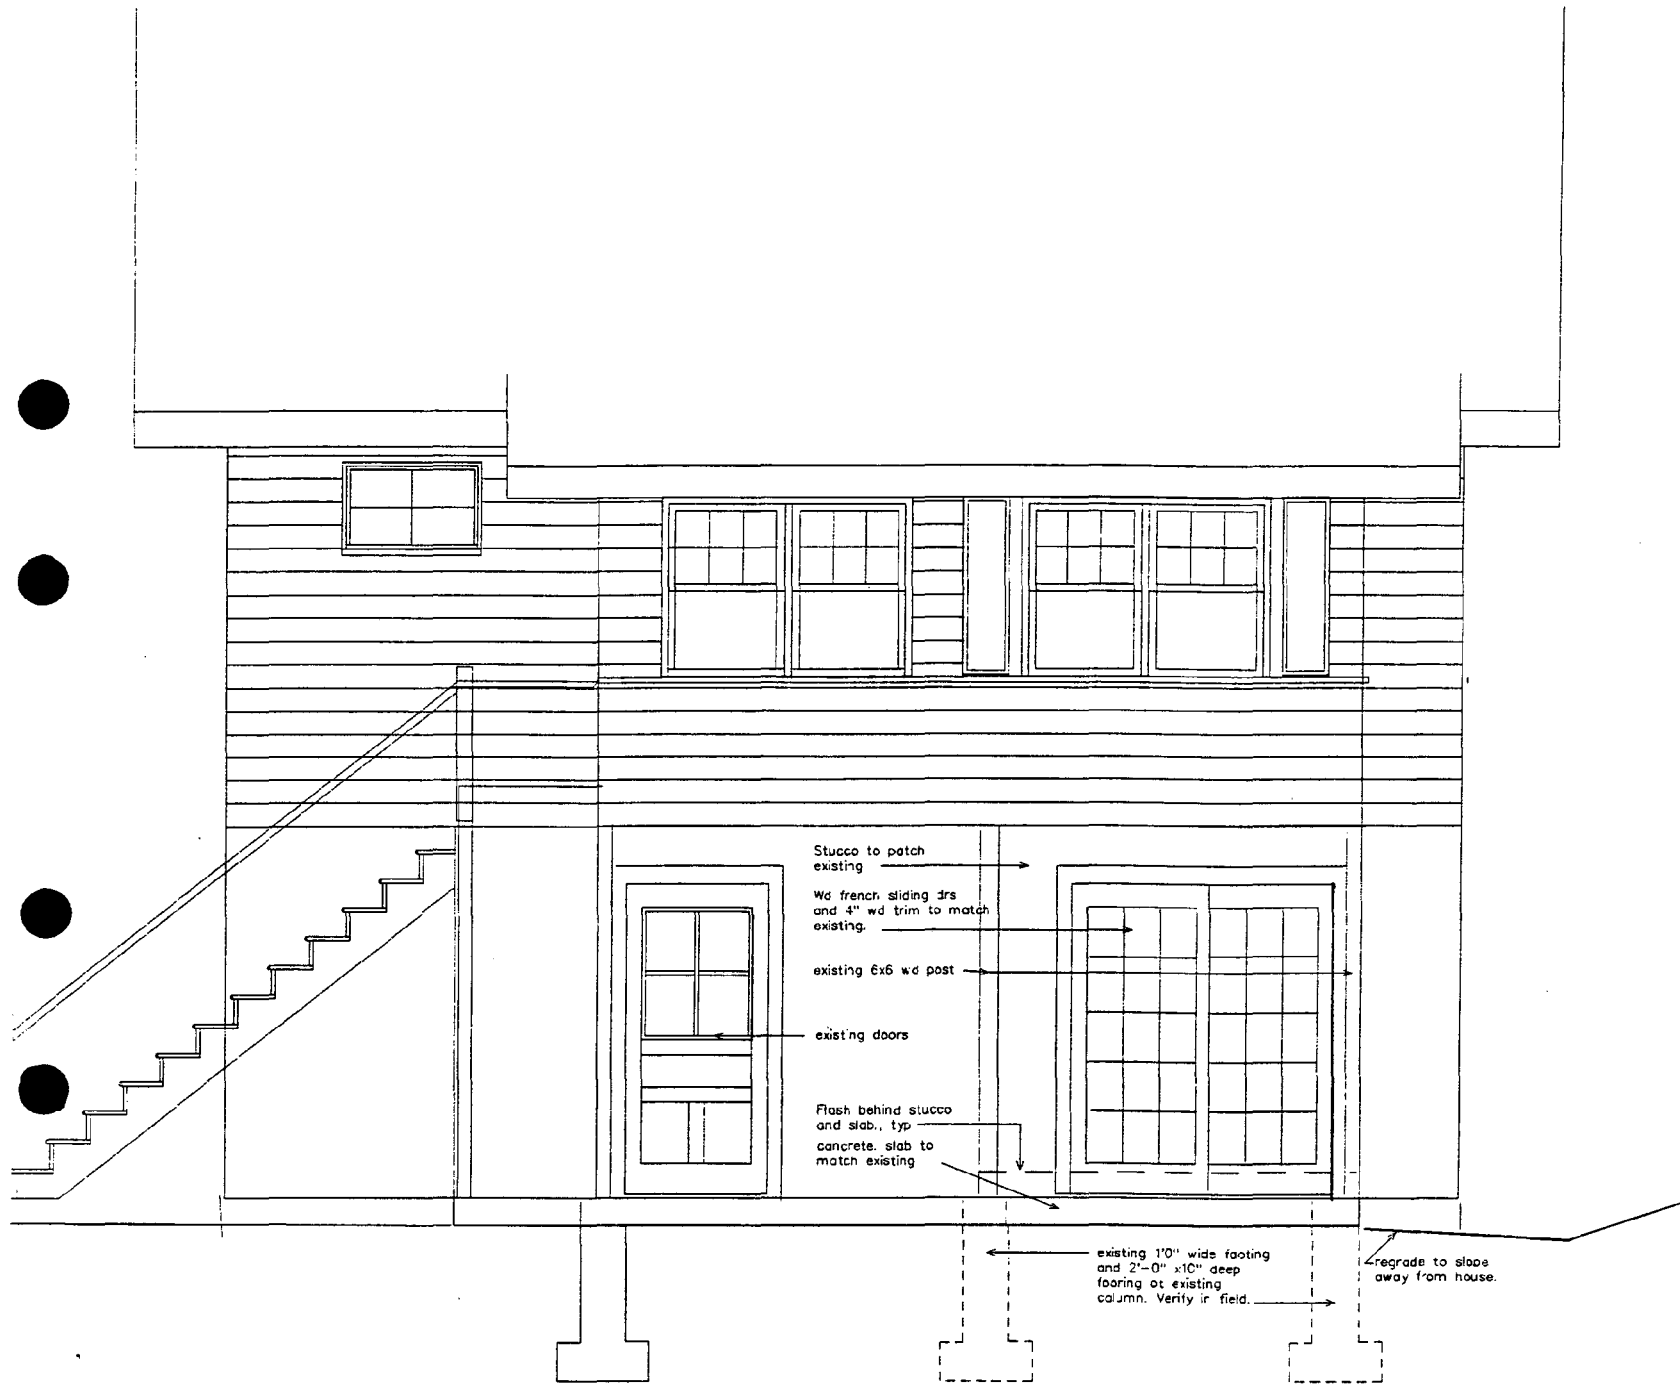 Stucco to patch
existing
Wd french sliding drs
and 4" wd trim to match
existing.
existing 6x6 wd post
existing doors
Flash behind stucco
and slab., typ
concrete. slab to
match existing
existing 1'0" wide footing
and 2'-0" x10" deep
fooring at existing
column. Verify in field.
regrade to slope
away from house.